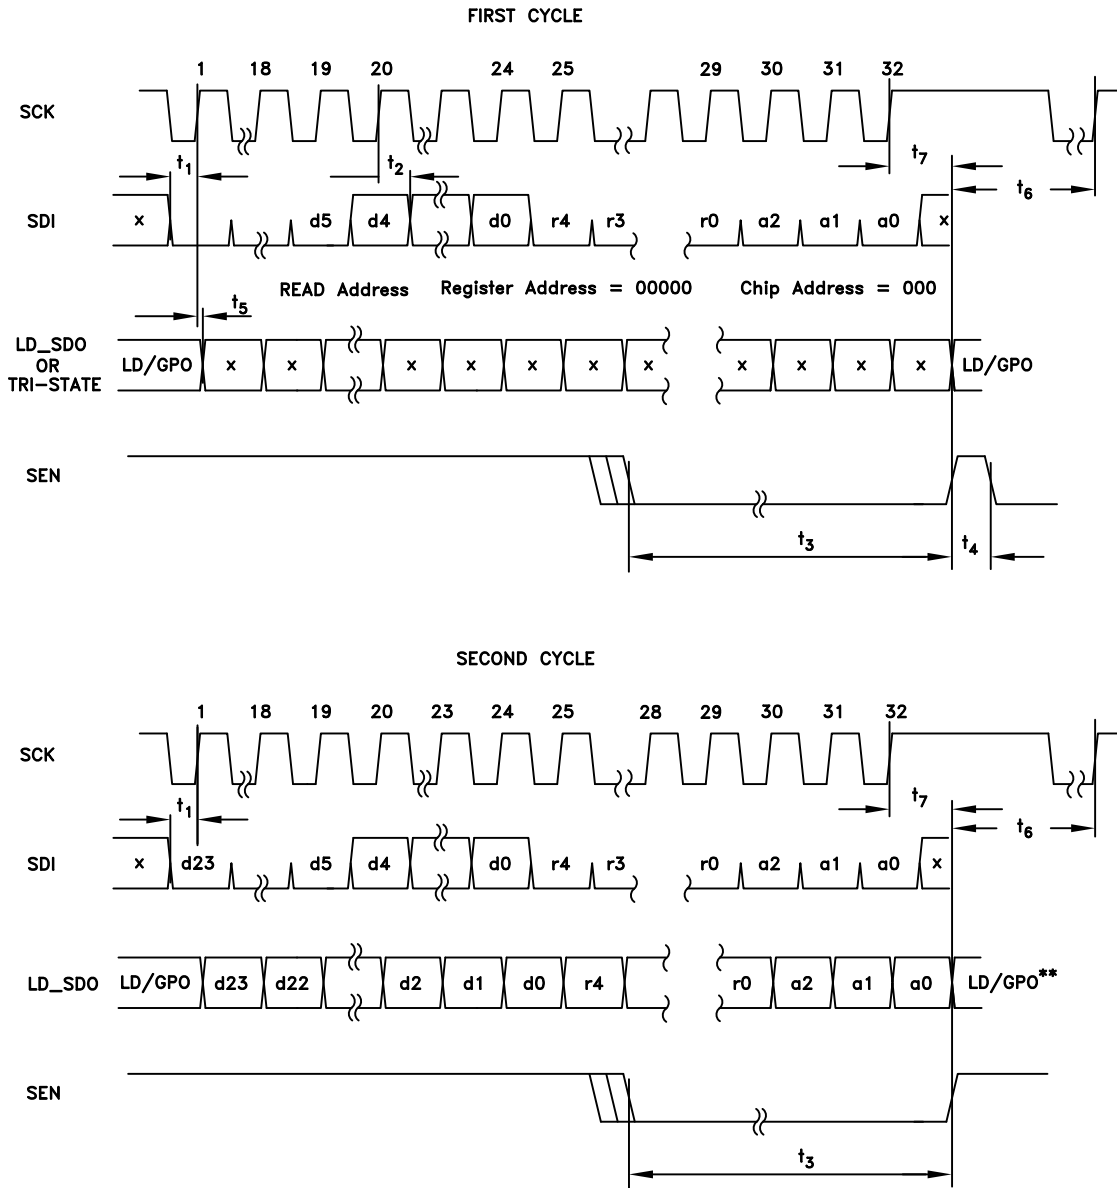 FIRST CYCLE
1 18 19 20 24 25 29 30 31 32
SCK
t1 t2 t7
t6
SDI x d5 d4 d0 r4 r3 r0 a2 a1 a0 x
READ Address Register Address = 00000 Chip Address = 000
t5
LD_SDO
OR
TRI-STATE
LD/GPO x x x x x x x x x x x LD/GPO
SEN
t3 t4
SECOND CYCLE
1 18 19 20 23 24 25 28 29 30 31 32
SCK
t1 t7
t6
SDI x d23 d5 d4 d0 r4 r3 r0 a2 a1 a0 x
LD_SDO LD/GPO d23 d22 d2 d1 d0 r4 r0 a2 a1 a0 LD/GPO**
SEN
t3